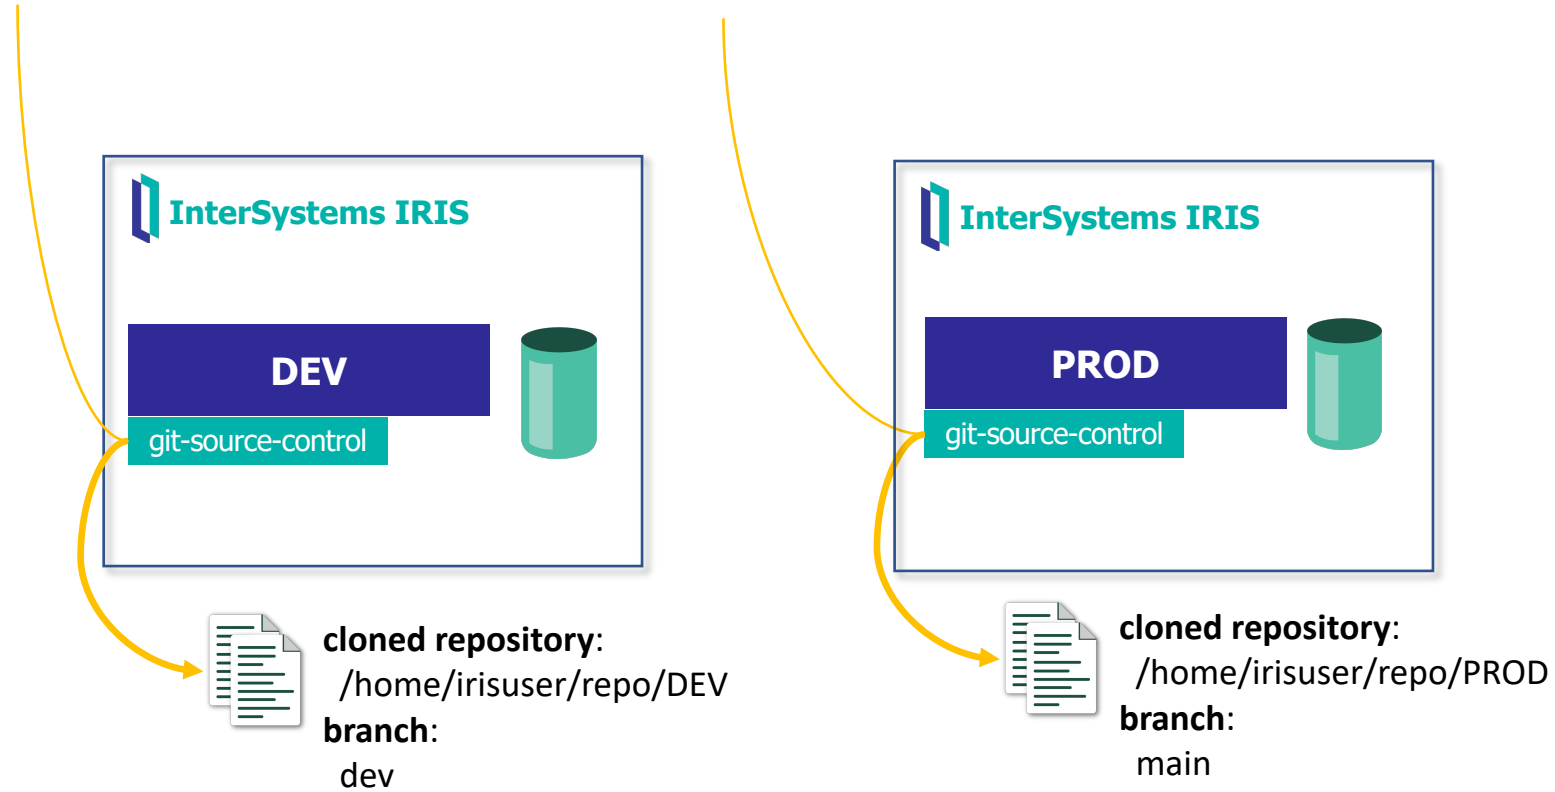 InterSystems IRIS
DEV
git-source-control
cloned repository:
/home/irisuser/repo/DEV
branch:
dev
InterSystems IRIS
PROD
git-source-control
cloned repository:
/home/irisuser/repo/PROD
branch:
main